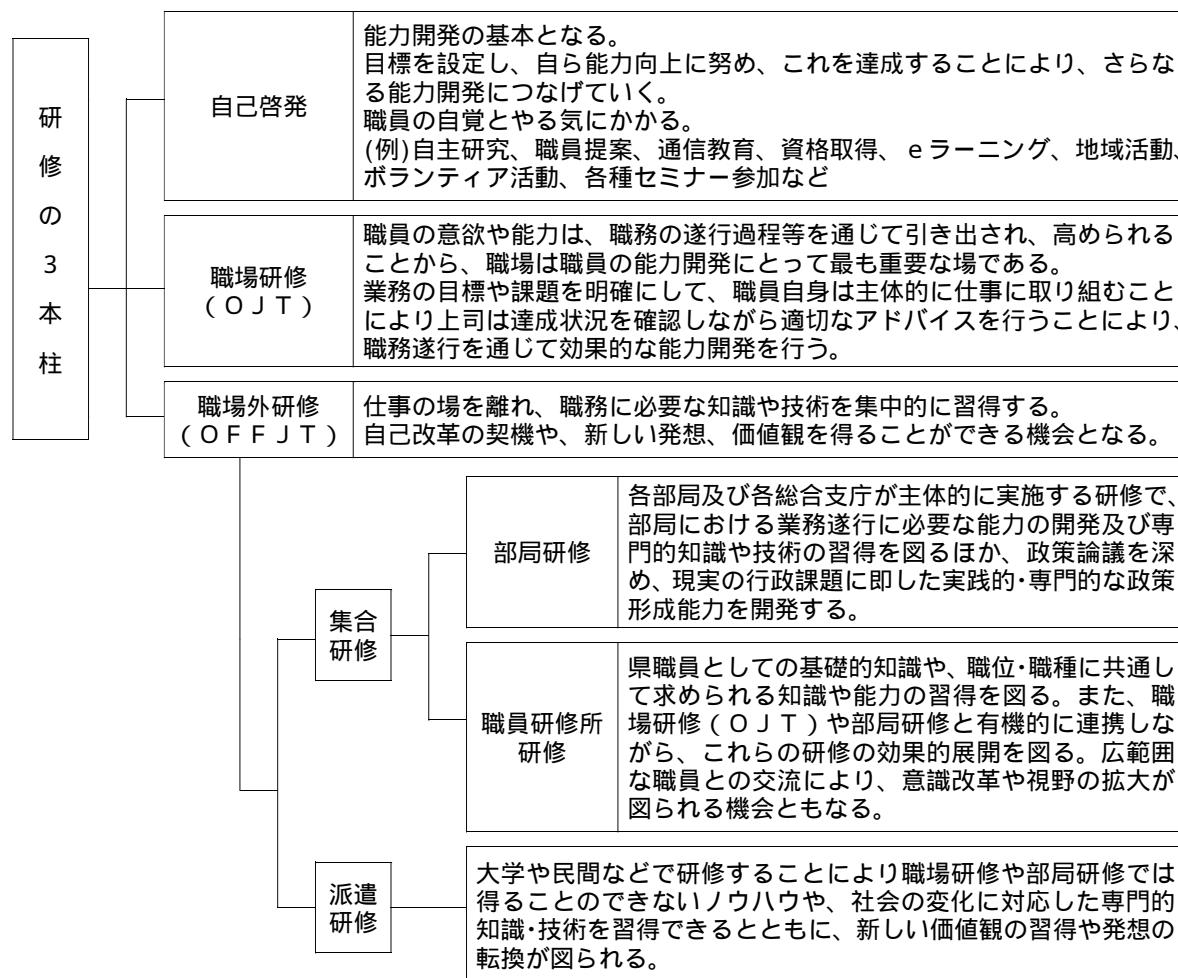 研修の3本柱
自己啓発
能力開発の基本となる。
目標を設定し、自ら能力向上に努め、これを達成することにより、さらな
る能力開発につなげていく。
職員の自覚とやる気にかかる。
(例)自主研究、職員提案、通信教育、資格取得、eラーニング、地域活動、
ボランティア活動、各種セミナー参加など
職場研修
(OJT)
職員の意欲や能力は、職務の遂行過程等を通じて引き出され、高められる
ことから、職場は職員の能力開発にとって最も重要な場である。
業務の目標や課題を明確にして、職員自身は主体的に仕事に取り組むこと
により上司は達成状況を確認しながら適切なアドバイスを行うことにより、
職務遂行を通じて効果的な能力開発を行う。
職場外研修
(OFFJT)
仕事の場を離れ、職務に必要な知識や技術を集中的に習得する。
自己改革の契機や、新しい発想、価値観を得ることができる機会となる。
集合
研修
部局研修
各部局及び各総合支庁が主体的に実施する研修で、
部局における業務遂行に必要な能力の開発及び専
門的知識や技術の習得を図るほか、政策論議を深
め、現実の行政課題に即した実践的・専門的な政策
形成能力を開発する。
職員研修所
研修
県職員としての基礎的知識や、職位・職種に共通し
て求められる知識や能力の習得を図る。また、職
場研修(OJT)や部局研修と有機的に連携しな
がら、これらの研修の効果的展開を図る。広範囲
な職員との交流により、意識改革や視野の拡大が
図られる機会ともなる。
派遣
研修
大学や民間などで研修することにより職場研修や部局研修では
得ることのできないノウハウや、社会の変化に対応した専門的
知識・技術を習得できるとともに、新しい価値観の習得や発想の
転換が図られる。